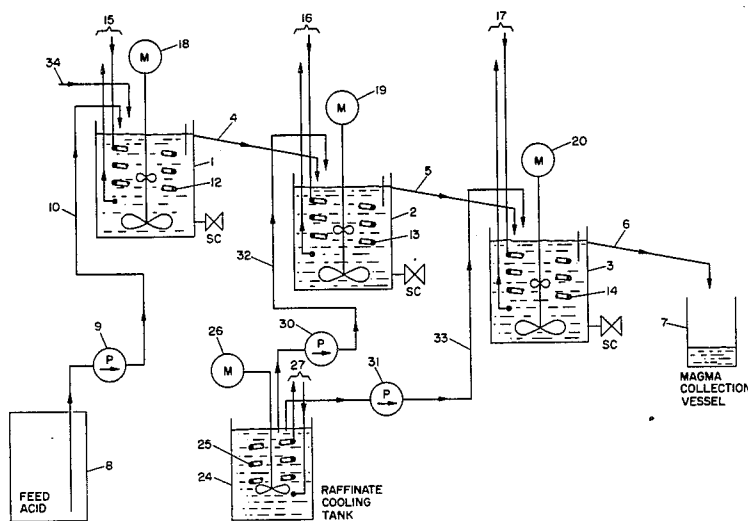 15
16
17
34
M
18
M
19
M
20
4
1
12
10
SC
5
2
13
SC
6
3
14
SC
32
33
7
MAGMA
COLLECTION
VESSEL
9
P
26
M
30
P
27
31
P
8
FEED
ACID
25
24
RAFFINATE
COOLING
TANK